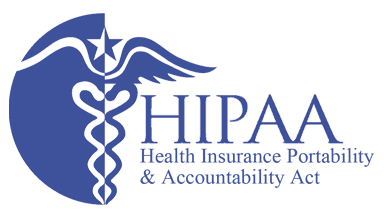 HIPAA
Health Insurance Portability
& Accountability Act